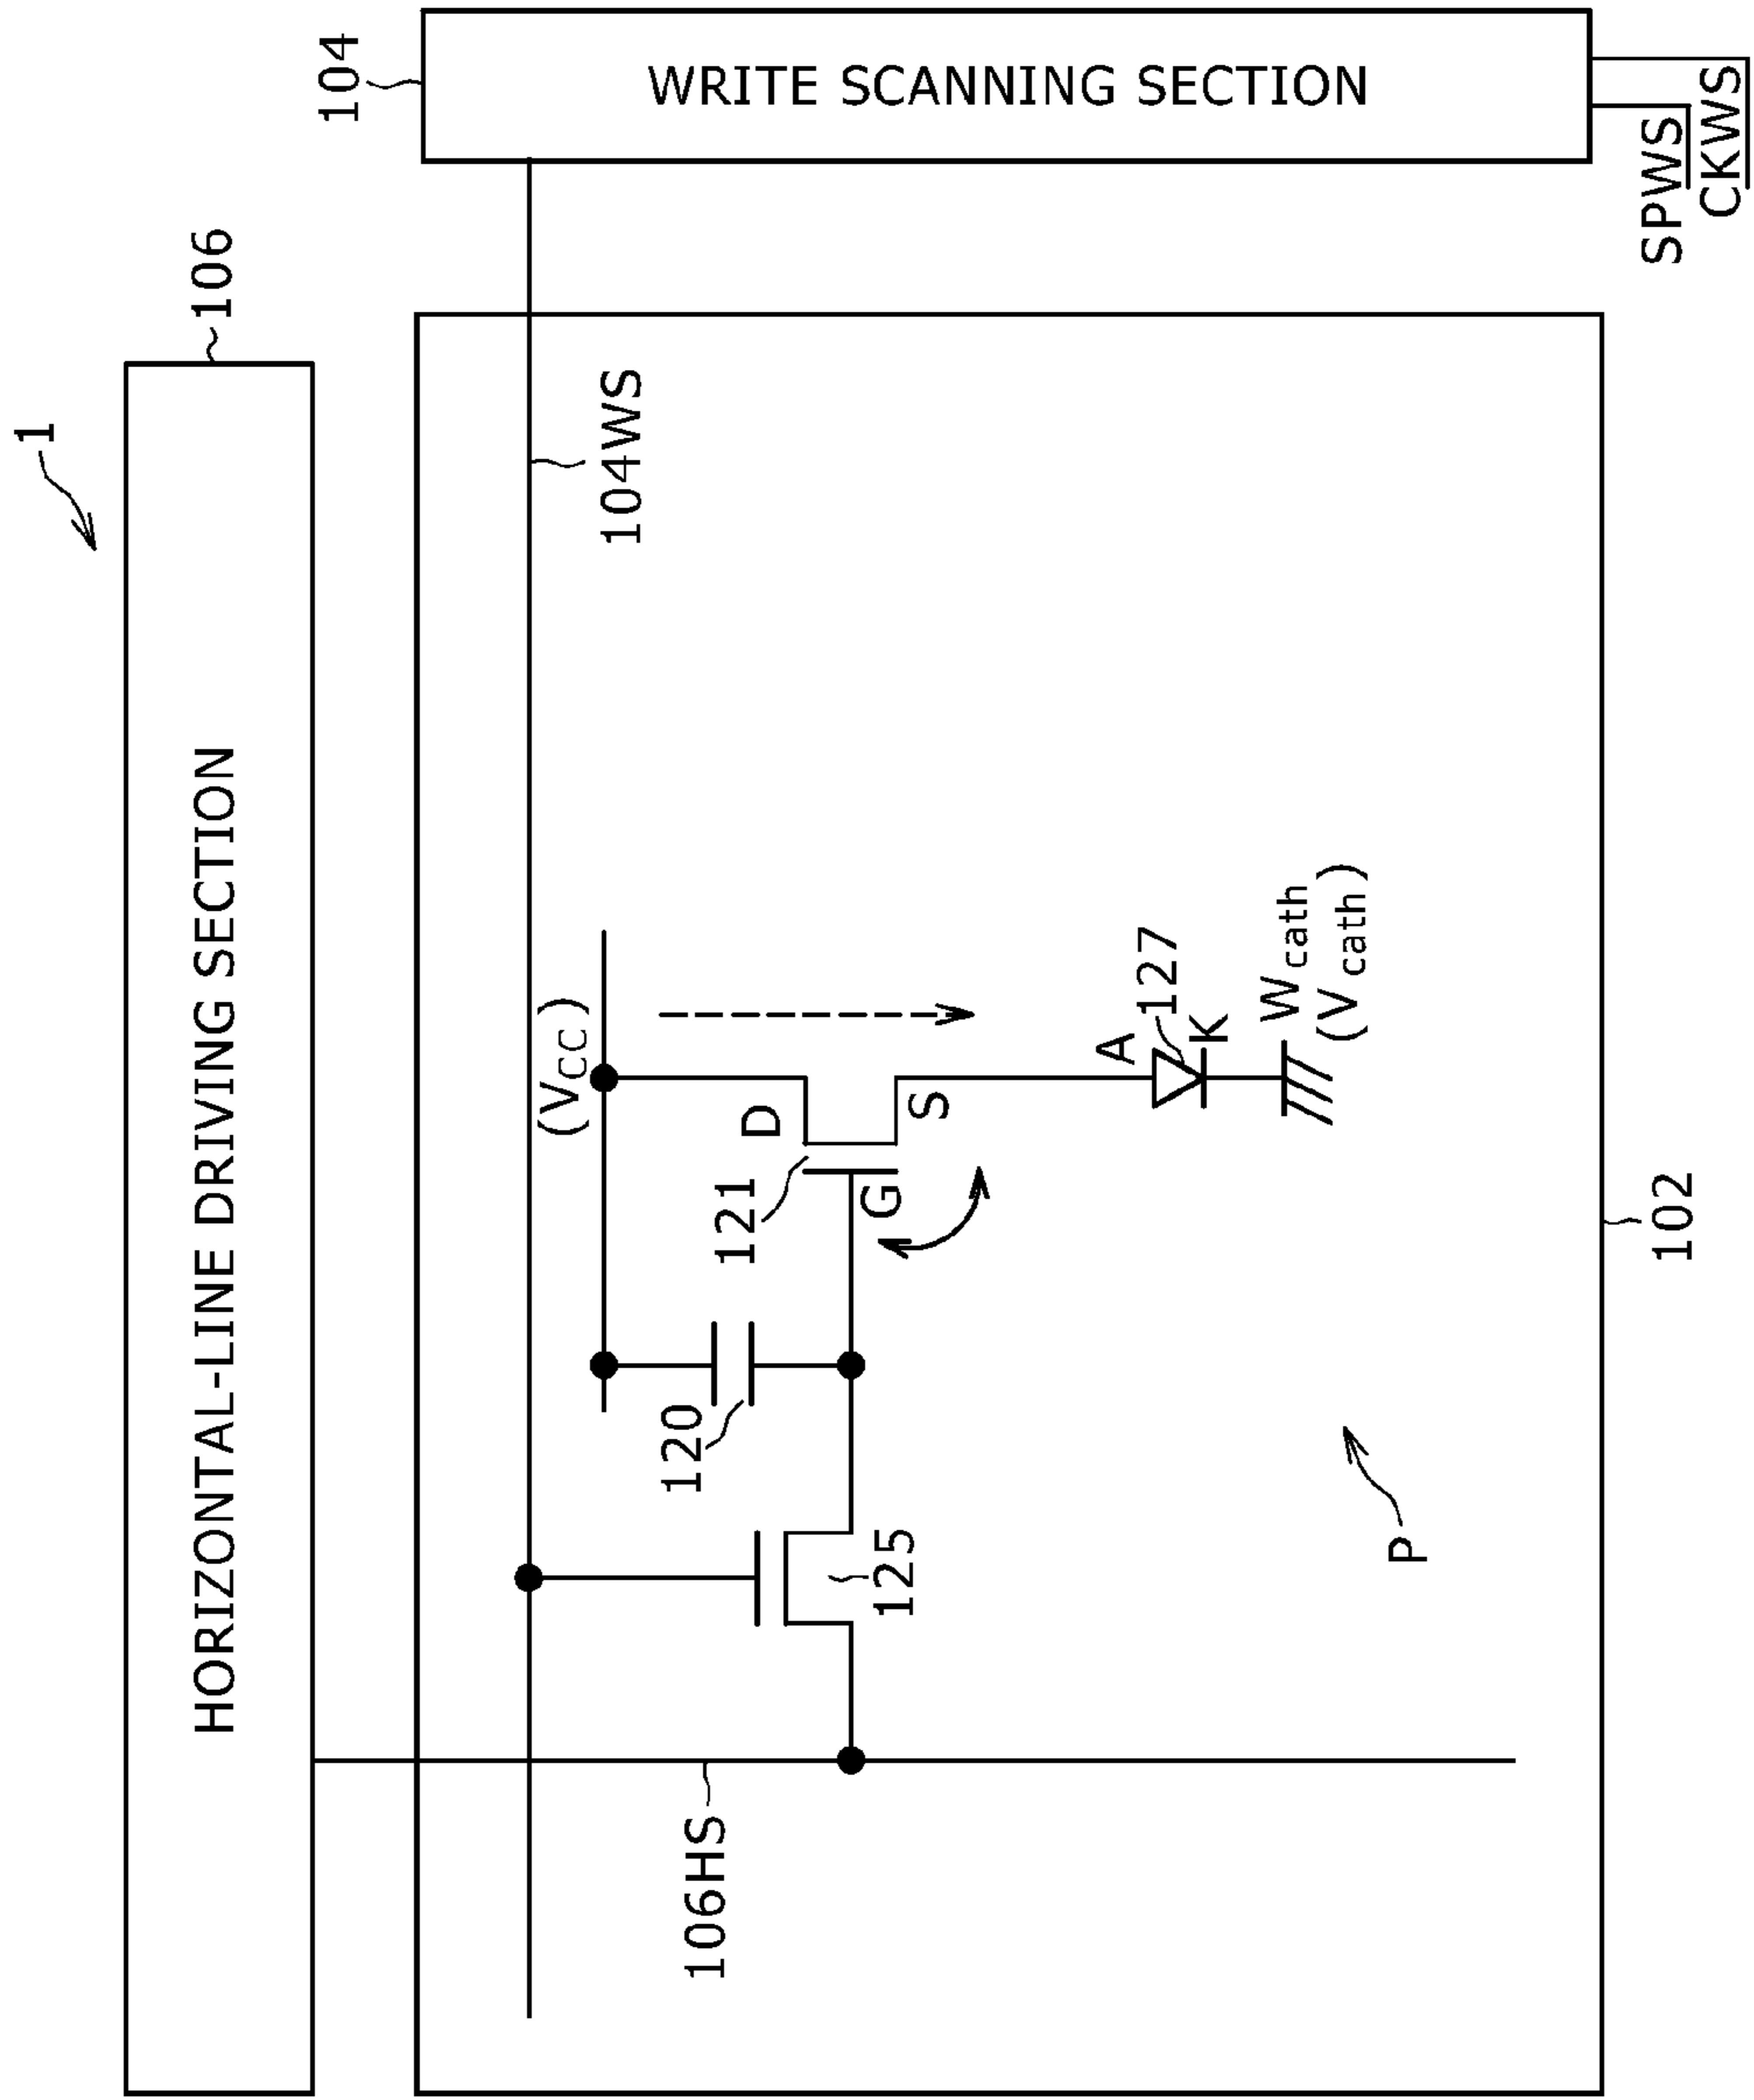 1
HORIZONTAL-LINE DRIVING SECTION
106
104
WRITE SCANNING SECTION
SPWS
CKWS
104WS
106HS
(VCC)
D
121
G
S
120
125
A
127
K
Wcath
(Vcath)
P
102